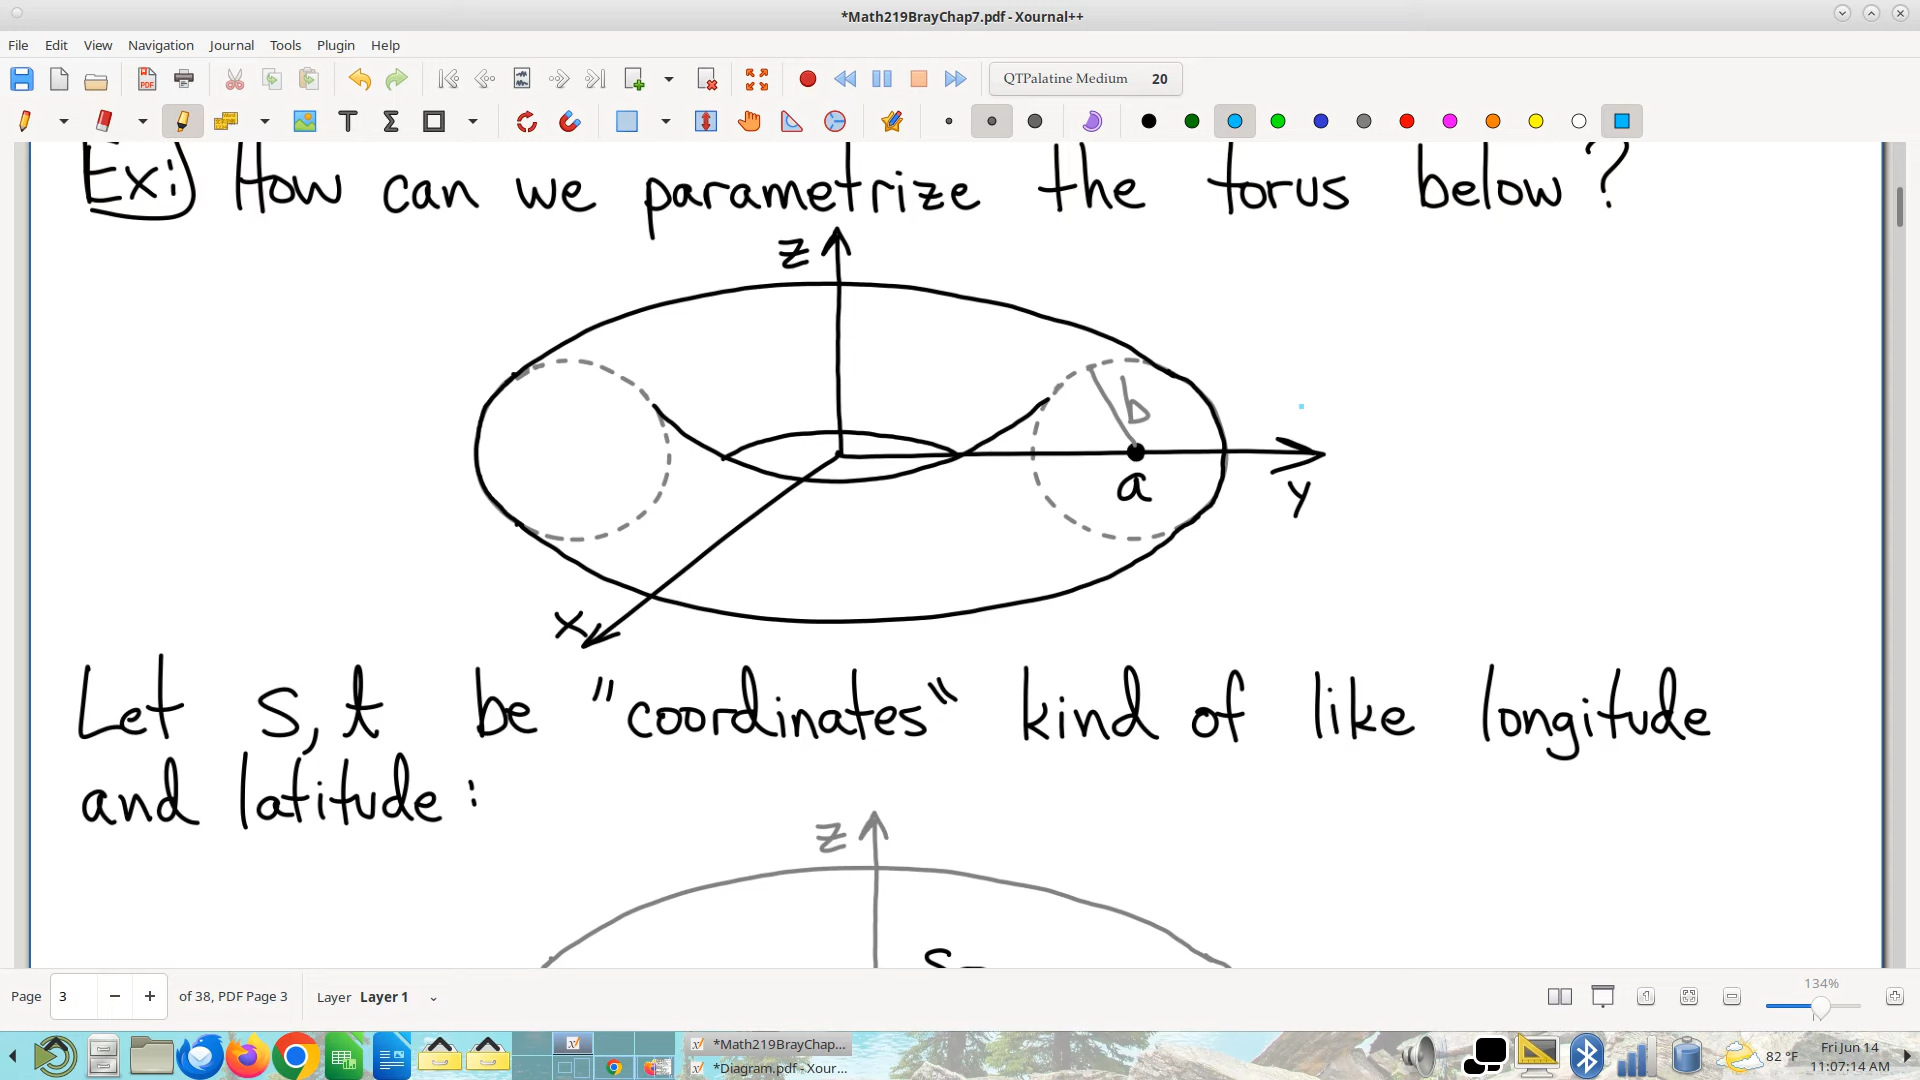 *Math219BrayChap7.pdf - Xournal++
File Edit View Navigation Journal Tools Plugin Help
QTPalatine Medium 20
Ex: How can we parametrize the torus below?
z
b
a
y
x
Let s,t be "coordinates" kind of like longitude
and latitude:
z
s
Page 3 of 38, PDF Page 3 Layer Layer 1
134%
*Math219BrayChap...
*Diagram.pdf - Xour...
82 °F
Fri Jun 14
11:07:14 AM